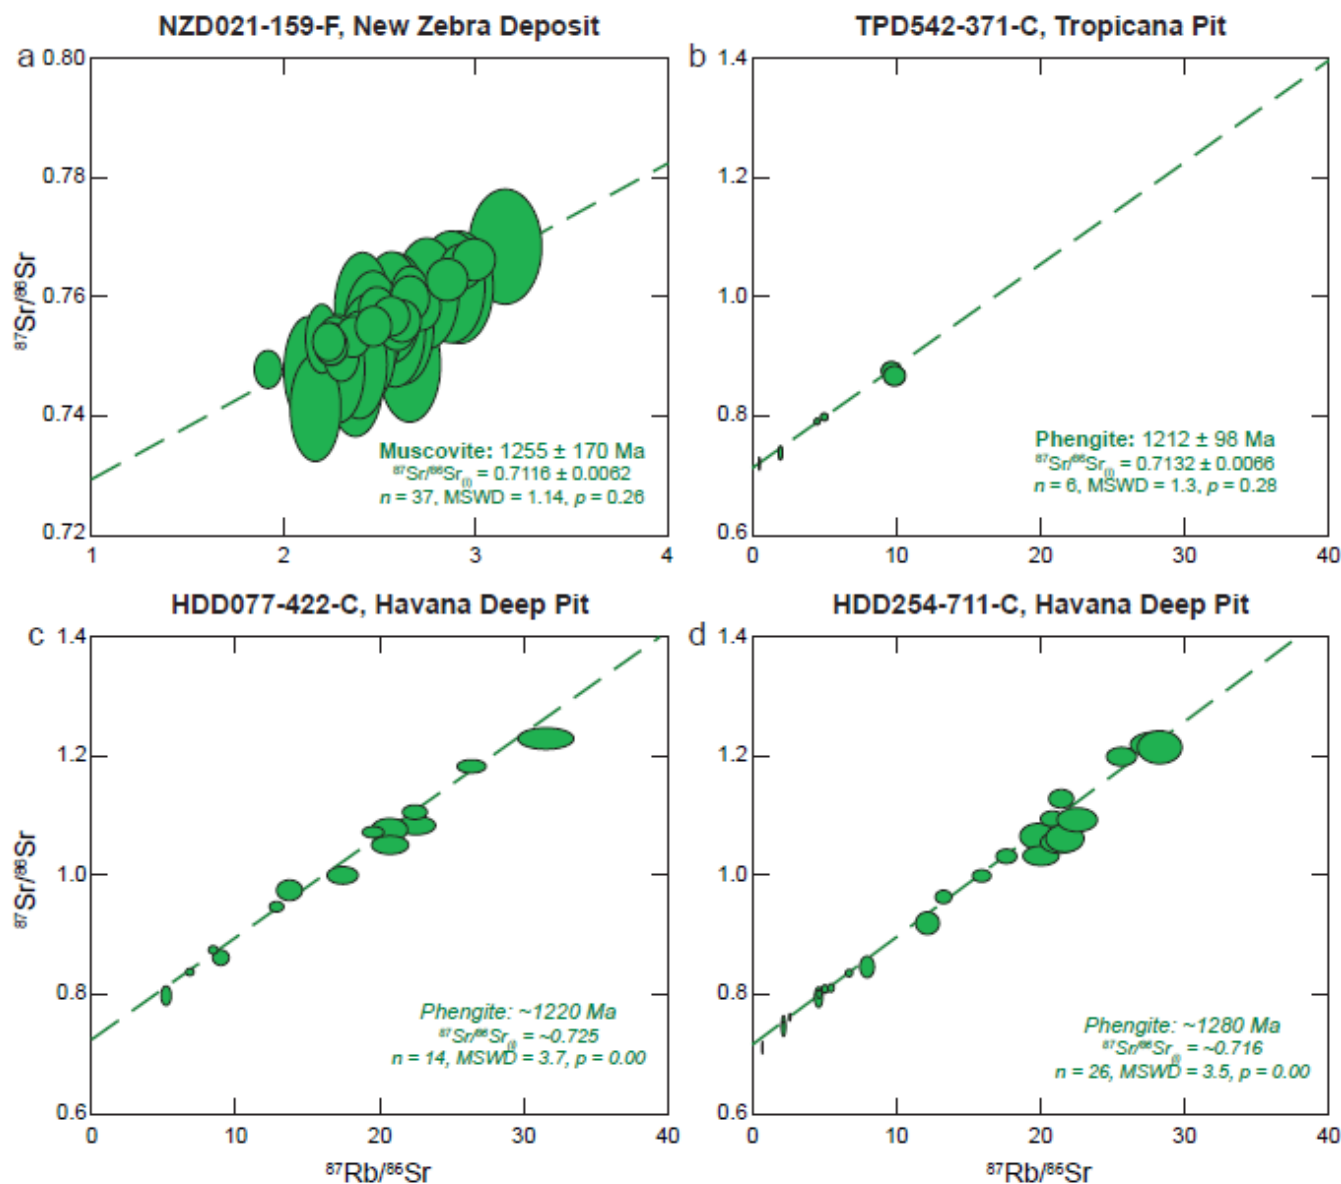 NZD021-159-F, New Zebra Deposit
a
0.80
0.78
0.76
0.74
0.72
⁸⁷Sr/⁸⁶Sr
1 2 3 4
Muscovite: 1255 ± 170 Ma
⁸⁷Sr/⁸⁶Sr(i) = 0.7116 ± 0.0062
n = 37, MSWD = 1.14, p = 0.26
TPD542-371-C, Tropicana Pit
b
1.4
1.2
1.0
0.8
0.6
0 10 20 30 40
Phengite: 1212 ± 98 Ma
⁸⁷Sr/⁸⁶Sr(i) = 0.7132 ± 0.0066
n = 6, MSWD = 1.3, p = 0.28
HDD077-422-C, Havana Deep Pit
c
1.4
1.2
1.0
0.8
0.6
⁸⁷Sr/⁸⁶Sr
0 10 20 30
⁸⁷Rb/⁸⁶Sr
Phengite: ~1220 Ma
⁸⁷Sr/⁸⁶Sr(i) = ~0.725
n = 14, MSWD = 3.7, p = 0.00
HDD254-711-C, Havana Deep Pit
d
1.4
1.2
1.0
0.8
0.6
0 10 20 30 40
⁸⁷Rb/⁸⁶Sr
Phengite: ~1280 Ma
⁸⁷Sr/⁸⁶Sr(i) = ~0.716
n = 26, MSWD = 3.5, p = 0.00